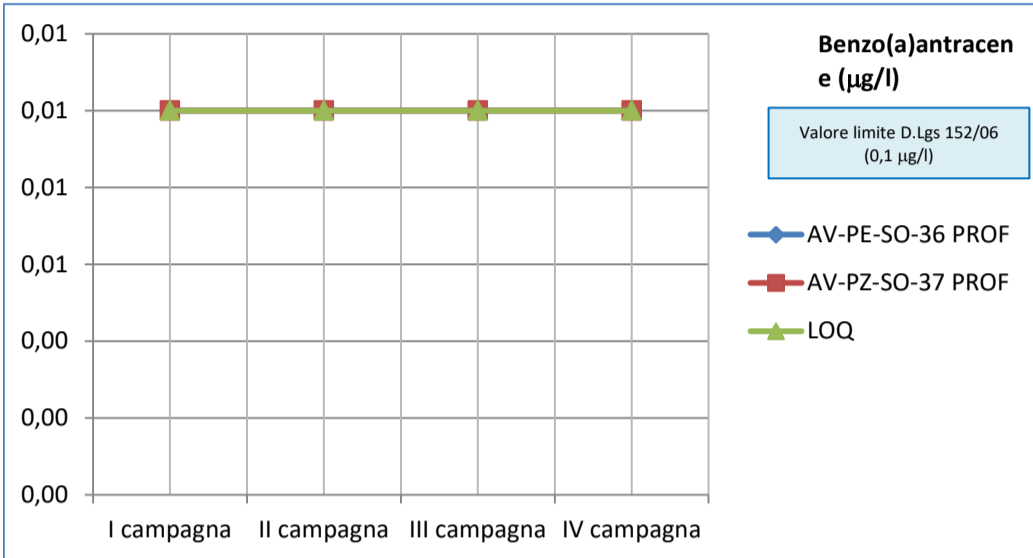 0,01
0,01
0,01
0,01
0,00
0,00
0,00
I campagna
II campagna
III campagna
IV campagna
Benzo(a)antracen
e (µg/l)
Valore limite D.Lgs 152/06
(0,1 µg/l)
AV-PE-SO-36 PROF
AV-PZ-SO-37 PROF
LOQ